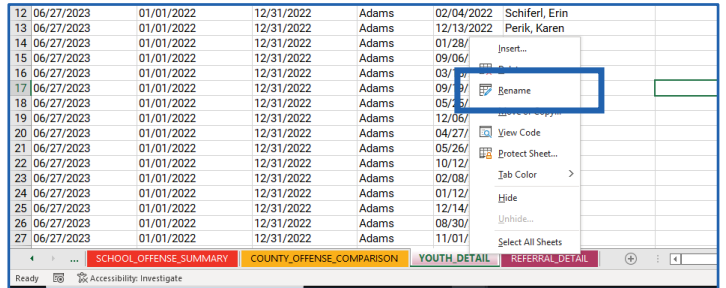 12 06/27/2023 01/01/2022 12/31/2022 Adams 02/04/2022 Schiferl, Erin
13 06/27/2023 01/01/2022 12/31/2022 Adams 12/13/2022 Perik, Karen
14 06/27/2023 01/01/2022 12/31/2022 Adams 01/28/
Insert...
15 06/27/2023 01/01/2022 12/31/2022 Adams 09/06/
16 06/27/2023 01/01/2022 12/31/2022 Adams
17 06/27/2023 01/01/2022 12/31/2022 Adams 09/19/
Rename
18 06/27/2023 01/01/2022 12/31/2022 Adams 05/25/
19 06/27/2023 01/01/2022 12/31/2022 Adams 12/06/
Move or Copy...
20 06/27/2023 01/01/2022 12/31/2022 Adams 04/27/
View Code
21 06/27/2023 01/01/2022 12/31/2022 Adams 05/26/
Protect Sheet...
22 06/27/2023 01/01/2022 12/31/2022 Adams 10/12/
23 06/27/2023 01/01/2022 12/31/2022 Adams 02/08/
Tab Color
24 06/27/2023 01/01/2022 12/31/2022 Adams 01/12/
Hide
25 06/27/2023 01/01/2022 12/31/2022 Adams 12/14/
26 06/27/2023 01/01/2022 12/31/2022 Adams 08/30/
Unhide...
27 06/27/2023 01/01/2022 12/31/2022 Adams 11/01/
Select All Sheets
... SCHOOL_OFFENSE_SUMMARY COUNTY_OFFENSE_COMPARISON YOUTH_DETAIL REFERRAL_DETAIL
Ready Accessibility: Investigate